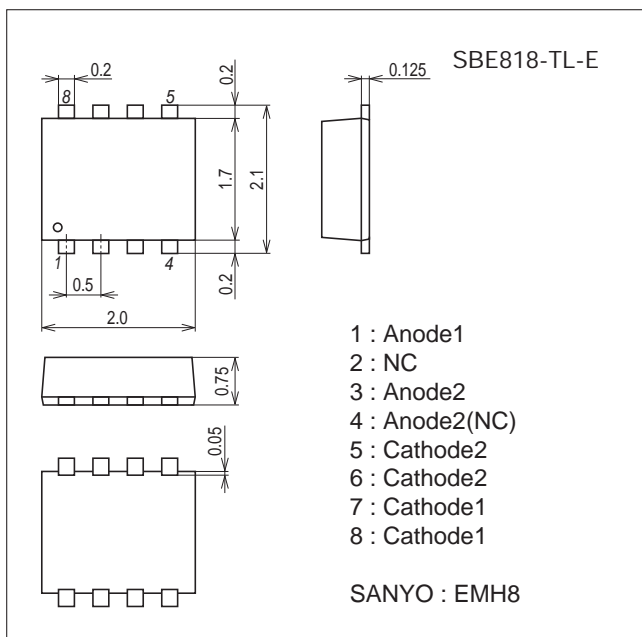 SBE818-TL-E
0.2
0.2
0.125
8
5
1.7
2.1
1
4
0.5
0.2
2.0
0.75
0.05
1 : Anode1
2 : NC
3 : Anode2
4 : Anode2(NC)
5 : Cathode2
6 : Cathode2
7 : Cathode1
8 : Cathode1
SANYO : EMH8